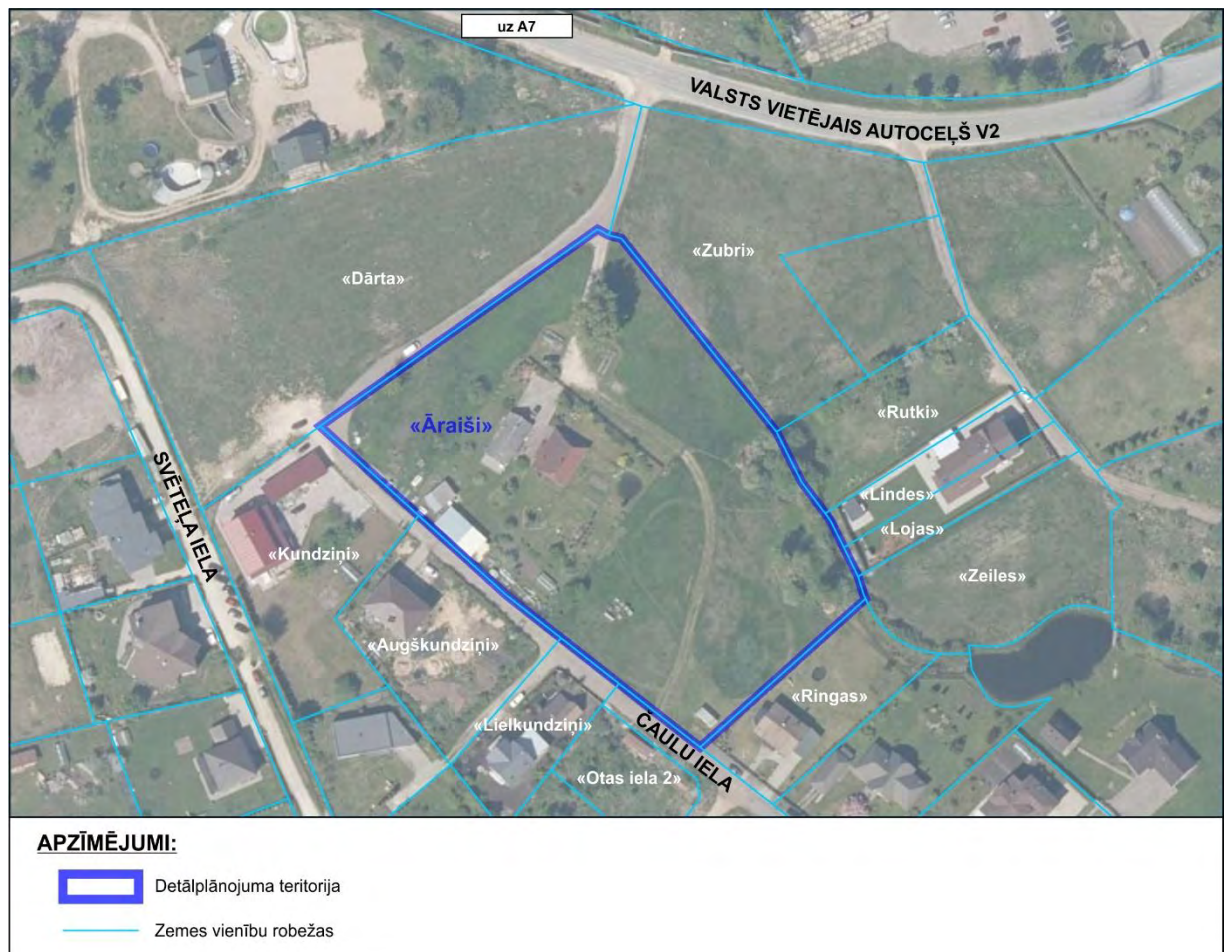 uz A7
VALSTS VIETĒJAIS AUTOCEĻŠ V2
«Zubri»
«Dārta»
«Rutki»
«Āraiši»
«Lindes»
SVĒTEĻA IELA
«Lojas»
«Kundziņi»
«Zeiles»
«Augškundziņi»
«Ringas»
«Lielkundziņi»
ČAULU IELA
«Otas iela 2»
APZĪMĒJUMI:
Detālplānojuma teritorija
Zemes vienību robežas